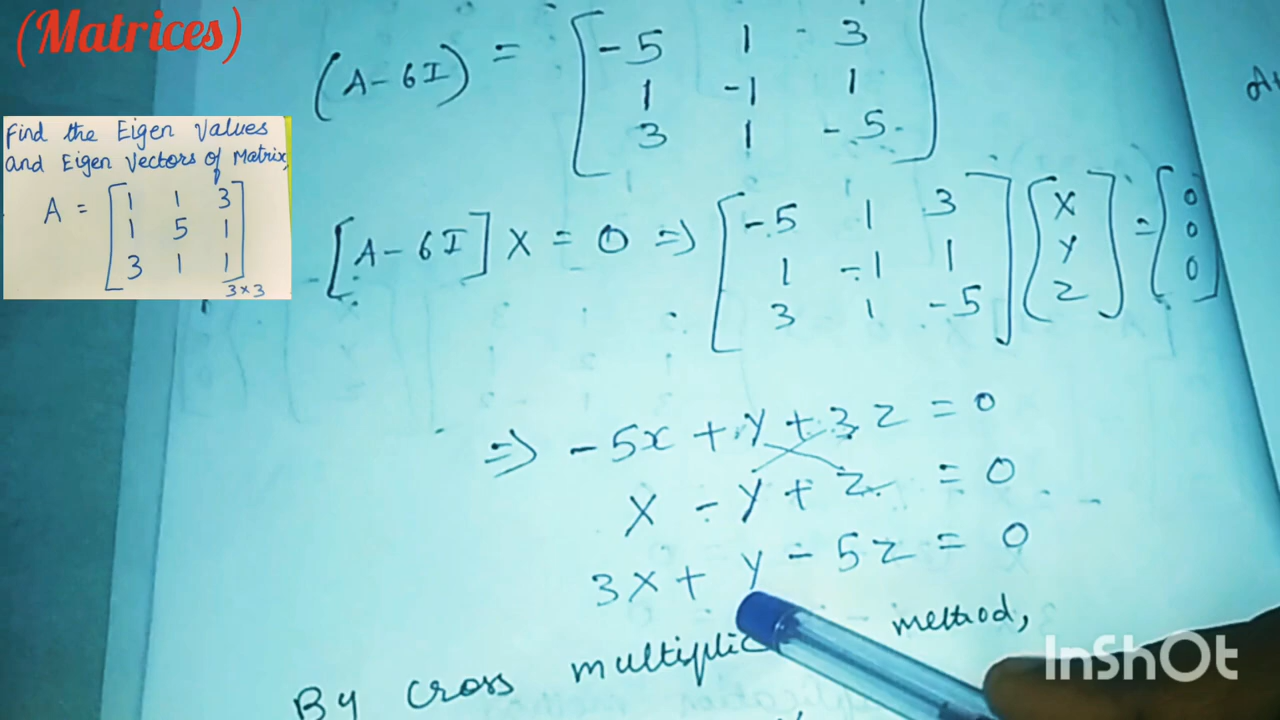 (Matrices)
Find the Eigen Values
and Eigen Vectors of Matrix,
A = [1 1 3
1 5 1
3 1 1] 3×3
(A-6I) = [-5 1 3
1 -1 1
3 1 -5]
[A-6I] X = 0 => [-5 1 3
1 -1 1
3 1 -5] [x
y
z] = [0
0
0]
=> -5x + y + 3z = 0
x - y + z = 0
3x + y - 5z = 0
By cross method,
InShOt